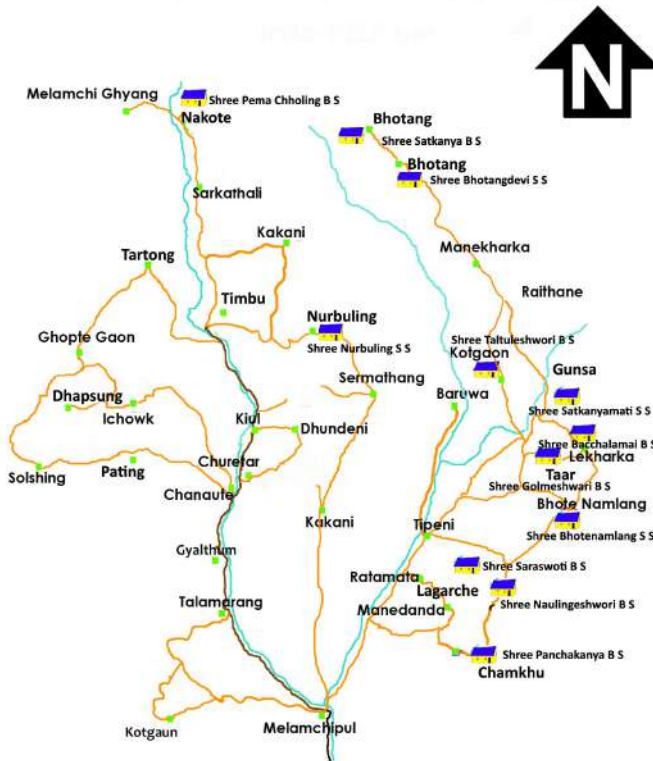 N
Melamchi Ghyang
Shree Pema Chholing B S
Nakote
Bhotang
Shree Satkanya B S
Bhotang
Shree Bhotangdevi S S
Sarkathali
Kakani
Manekharka
Tartong
Raithane
Timbu
Nurbuling
Shree Nurbuling S S
Shree Taltuleshwori B S
Kotgaon
Ghopte Gaon
Gunsa
Sermathang
Baruwa
Dhapsung
Ichowk
Shree Satkanyamati S S
Kiul
Dhundeni
Shree Bacchalamai B S
Lekharka
Solshing
Pating
Churetar
Taar
Chanaute
Shree Golmeshwari B S
Bhote Namlang
Kakani
Tipeni
Shree Bhotenamlang S S
Gyalthum
Shree Saraswoti B S
Ratamata
Lagarche
Talamarang
Manedanda
Shree Naulingeshwori B S
Shree Panchakanya B S
Chamkhu
Kotgaun
Melamchipul